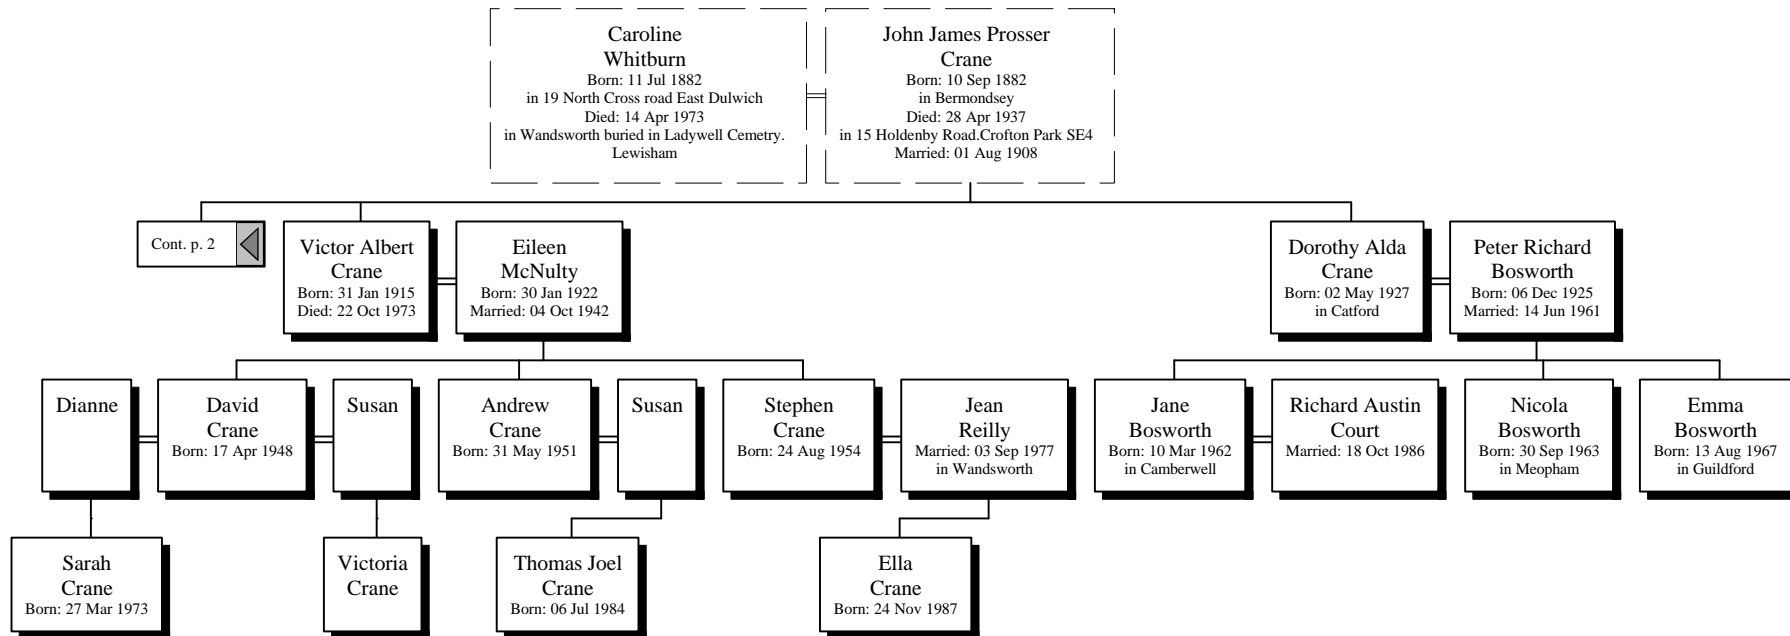 Caroline
Whitburn
Born: 11 Jul 1882
in 19 North Cross road East Dulwich
Died: 14 Apr 1973
in Wandsworth buried in Ladywell Cemetry.
Lewisham
John James Prosser
Crane
Born: 10 Sep 1882
in Bermondsey
Died: 28 Apr 1937
in 15 Holdenby Road.Crofton Park SE4
Married: 01 Aug 1908
Cont. p. 2
Victor Albert
Crane
Born: 31 Jan 1915
Died: 22 Oct 1973
Eileen
McNulty
Born: 30 Jan 1922
Married: 04 Oct 1942
Dorothy Alda
Crane
Born: 02 May 1927
in Catford
Peter Richard
Bosworth
Born: 06 Dec 1925
Married: 14 Jun 1961
Dianne
David
Crane
Born: 17 Apr 1948
Susan
Andrew
Crane
Born: 31 May 1951
Susan
Stephen
Crane
Born: 24 Aug 1954
Jean
Reilly
Married: 03 Sep 1977
in Wandsworth
Jane
Bosworth
Born: 10 Mar 1962
in Camberwell
Richard Austin
Court
Married: 18 Oct 1986
Nicola
Bosworth
Born: 30 Sep 1963
in Meopham
Emma
Bosworth
Born: 13 Aug 1967
in Guildford
Sarah
Crane
Born: 27 Mar 1973
Victoria
Crane
Thomas Joel
Crane
Born: 06 Jul 1984
Ella
Crane
Born: 24 Nov 1987